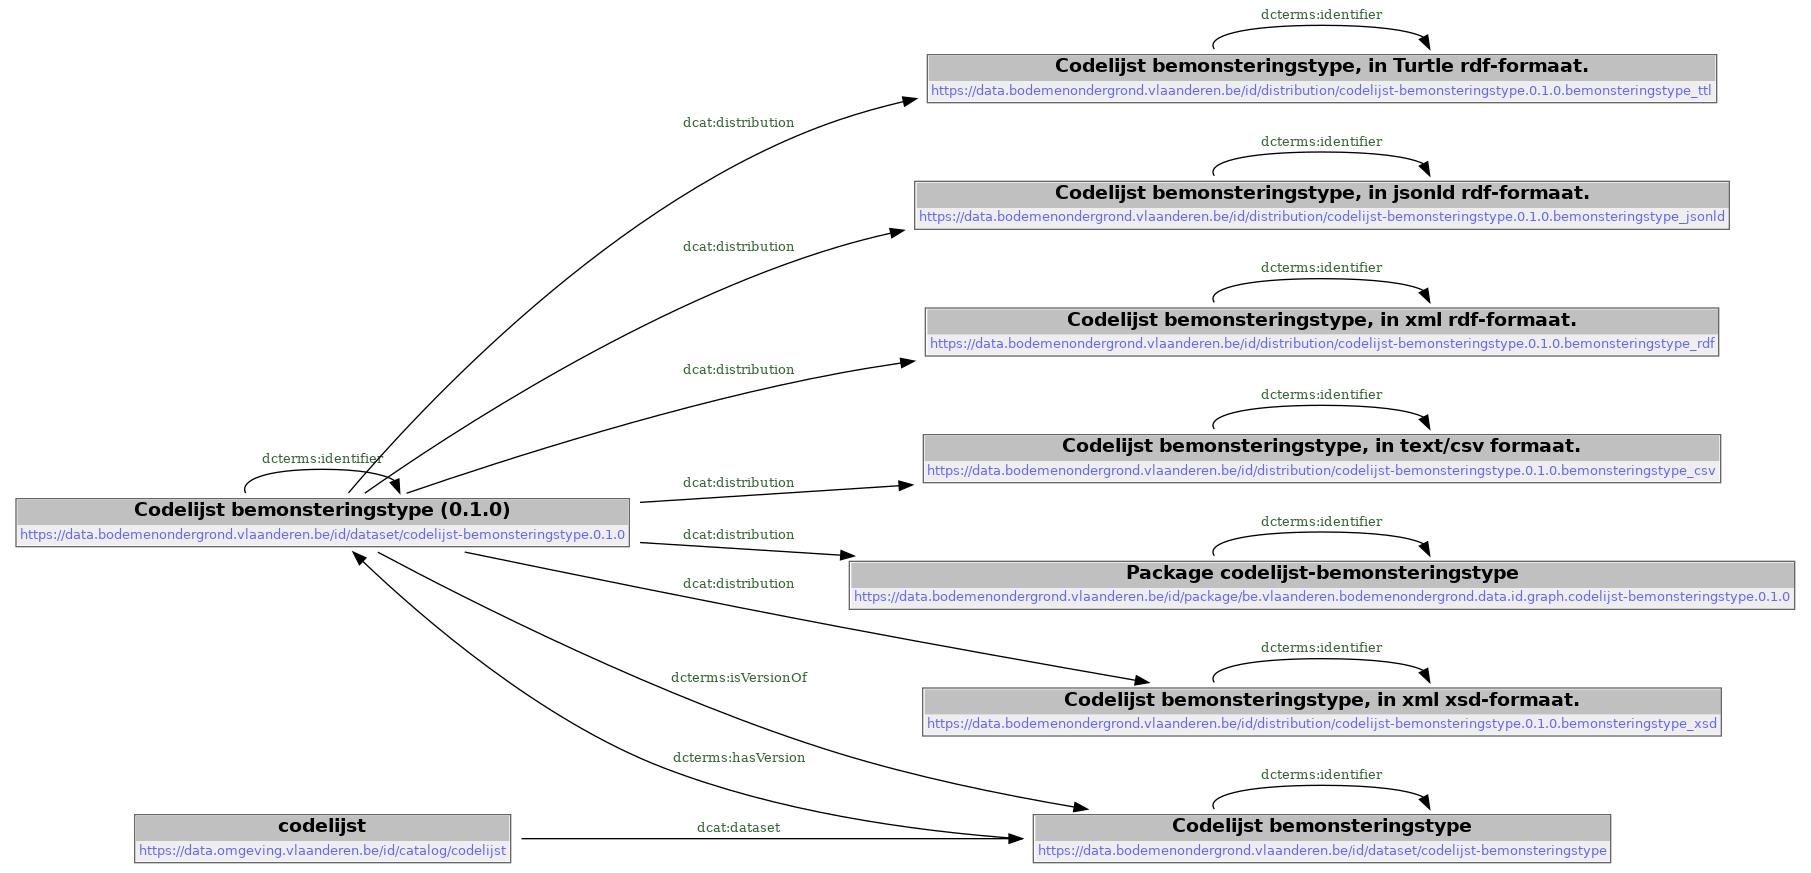 dcterms:identifier
Codelijst bemonsteringstype, in Turtle rdf-formaat.
https://data.bodemenondergrond.vlaanderen.be/id/distribution/codelijst-bemonsteringstype.0.1.0.bemonsteringstype_ttl
dcat:distribution
dcterms:identifier
Codelijst bemonsteringstype, in jsonld rdf-formaat.
https://data.bodemenondergrond.vlaanderen.be/id/distribution/codelijst-bemonsteringstype.0.1.0.bemonsteringstype_jsonld
dcat:distribution
dcterms:identifier
Codelijst bemonsteringstype, in xml rdf-formaat.
https://data.bodemenondergrond.vlaanderen.be/id/distribution/codelijst-bemonsteringstype.0.1.0.bemonsteringstype_rdf
dcat:distribution
dcterms:identifier
Codelijst bemonsteringstype, in text/csv formaat.
https://data.bodemenondergrond.vlaanderen.be/id/distribution/codelijst-bemonsteringstype.0.1.0.bemonsteringstype_csv
dcterms:identifier
dcat:distribution
Codelijst bemonsteringstype (0.1.0)
https://data.bodemenondergrond.vlaanderen.be/id/dataset/codelijst-bemonsteringstype.0.1.0
dcat:distribution
dcterms:identifier
Package codelijst-bemonsteringstype
https://data.bodemenondergrond.vlaanderen.be/id/package/be.vlaanderen.bodemenondergrond.data.id.graph.codelijst-bemonsteringstype.0.1.0
dcat:distribution
dcterms:identifier
Codelijst bemonsteringstype, in xml xsd-formaat.
https://data.bodemenondergrond.vlaanderen.be/id/distribution/codelijst-bemonsteringstype.0.1.0.bemonsteringstype_xsd
dcterms:isVersionOf
dcterms:hasVersion
dcterms:identifier
codelijst
https://data.omgeving.vlaanderen.be/id/catalog/codelijst
dcat:dataset
Codelijst bemonsteringstype
https://data.bodemenondergrond.vlaanderen.be/id/dataset/codelijst-bemonsteringstype